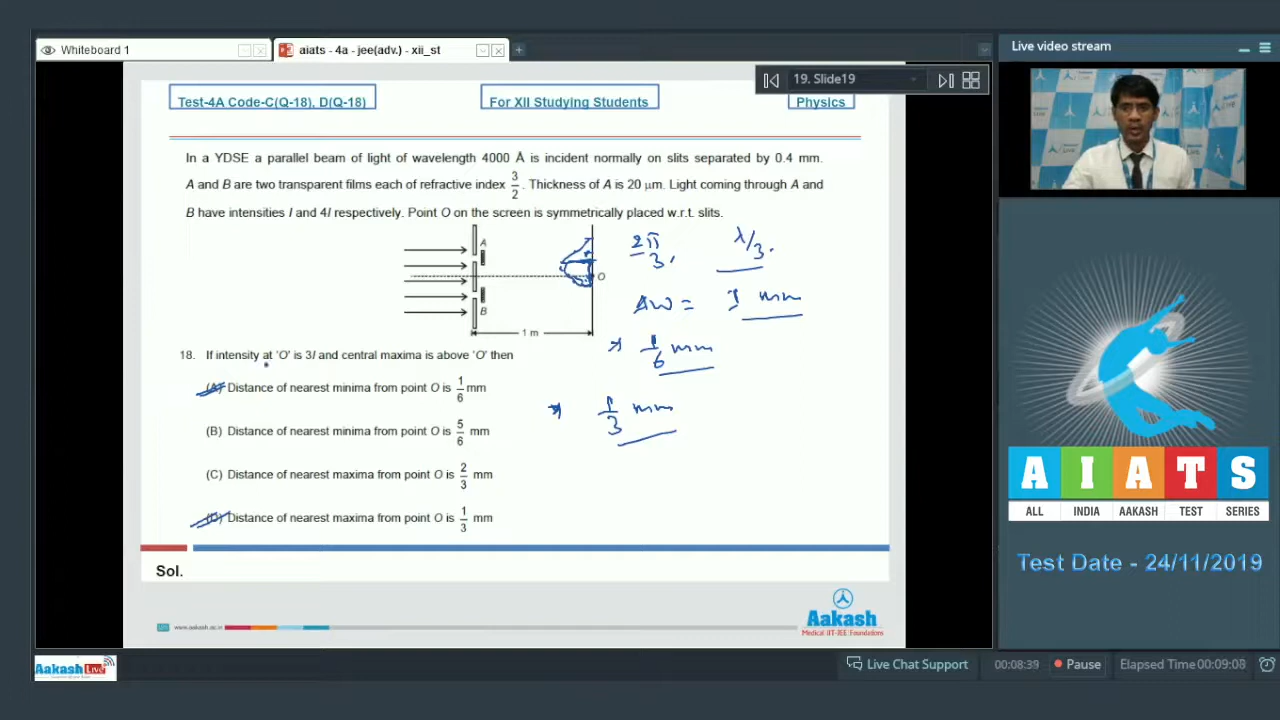 Whiteboard 1
aiats - 4a - jee(adv.) - xii_st
Live video stream
19. Slide19
Test-4A Code-C(Q-18), D(Q-18)
For XII Studying Students
Physics
In a YDSE a parallel beam of light of wavelength 4000 Å is incident normally on slits separated by 0.4 mm.
A and B are two transparent films each of refractive index 3/2. Thickness of A is 20 μm. Light coming through A and
B have intensities I and 4I respectively. Point O on the screen is symmetrically placed w.r.t. slits.
A
O
B
1 m
2π/3,
λ/3.
1 mm
1/6 mm
1/3 mm
18. If intensity at 'O' is 3I and central maxima is above 'O' then
(A) Distance of nearest minima from point O is 1/6 mm
(B) Distance of nearest minima from point O is 5/6 mm
(C) Distance of nearest maxima from point O is 2/3 mm
(D) Distance of nearest maxima from point O is 1/3 mm
Sol.
www.aakash.ac.in
Aakash
Medical | IIT-JEE | Foundations
A I A T S
ALL INDIA AAKASH TEST SERIES
Test Date - 24/11/2019
Aakash Live
Live Chat Support
00:08:39
Pause
Elapsed Time 00:09:08